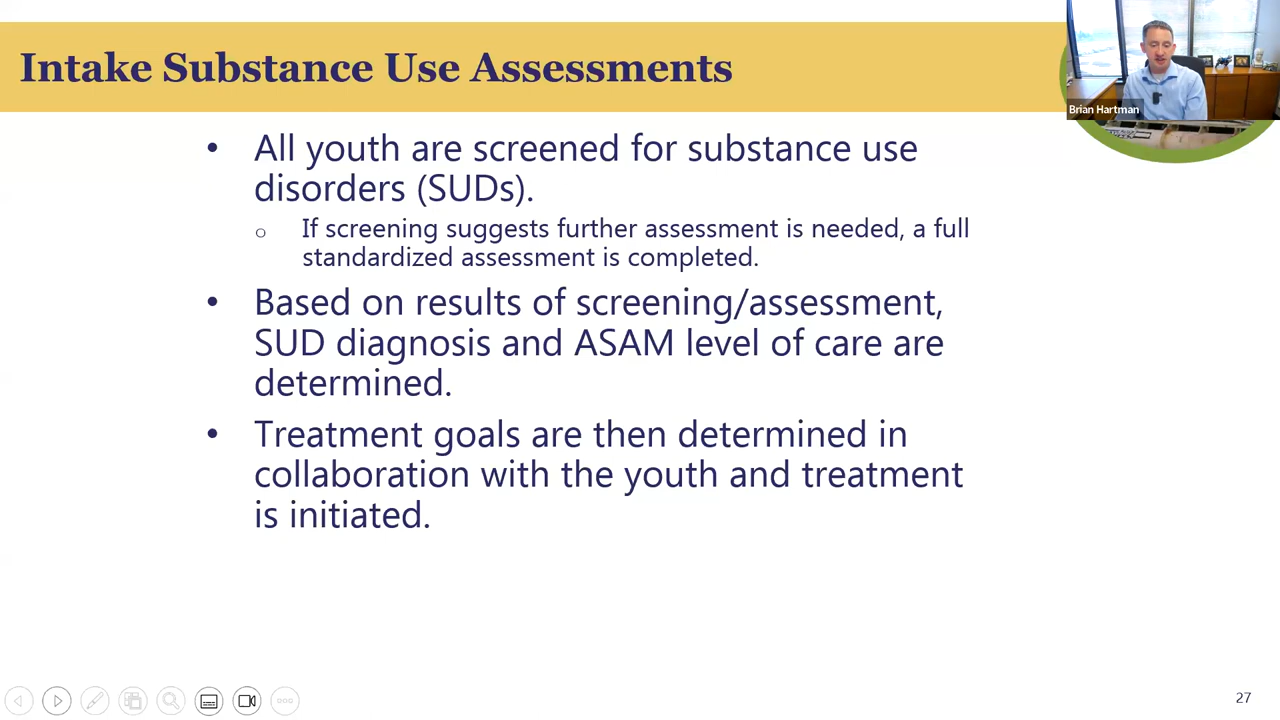 Intake Substance Use Assessments
Brian Hartman
• All youth are screened for substance use
disorders (SUDs).
o If screening suggests further assessment is needed, a full
standardized assessment is completed.
• Based on results of screening/assessment,
SUD diagnosis and ASAM level of care are
determined.
• Treatment goals are then determined in
collaboration with the youth and treatment
is initiated.
27